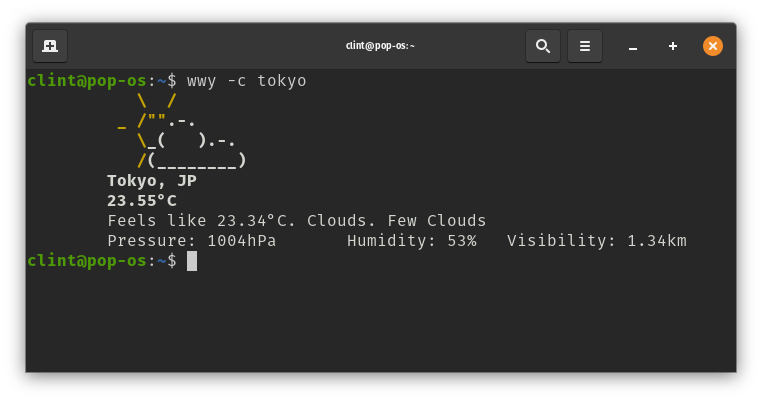 clint@pop-os:~
clint@pop-os:~$ wwy -c tokyo
            \  /
          _ /"".-.
            \_(   ).-.
            /(________)
Tokyo, JP
23.55°C
Feels like 23.34°C. Clouds. Few Clouds
Pressure: 1004hPa       Humidity: 53%   Visibility: 1.34km
clint@pop-os:~$